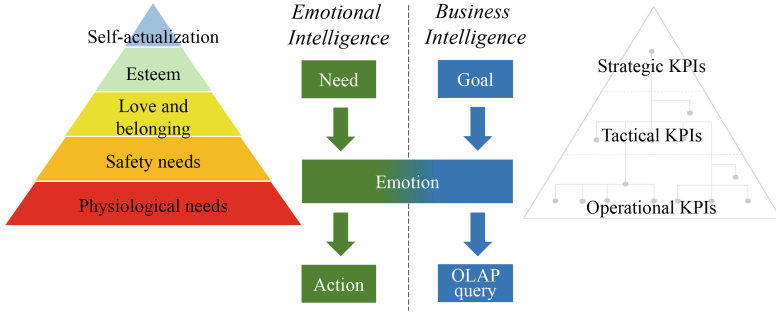 Self-actualization
Esteem
Love and
belonging
Safety needs
Physiological needs
Emotional
Intelligence
Business
Intelligence
Need
Goal
Emotion
Action
OLAP
query
Strategic KPIs
Tactical KPIs
Operational KPIs